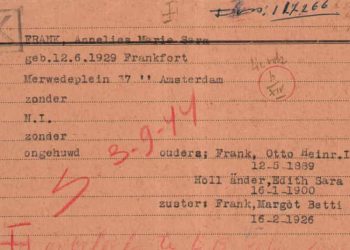 FRANK, Annelies Marie Sara
geb.12.6.1929 Frankfort
Merwedeplein 37 '' Amsterdam
zonder
N.I.
zonder
3-9-44
ongehuwd ouders; Frank, Otto Heinr.I
12-5-1889
Holl änder, Edith Sara
16-1-1900
zuster: Frank, Margòt Betti
16-2-1926